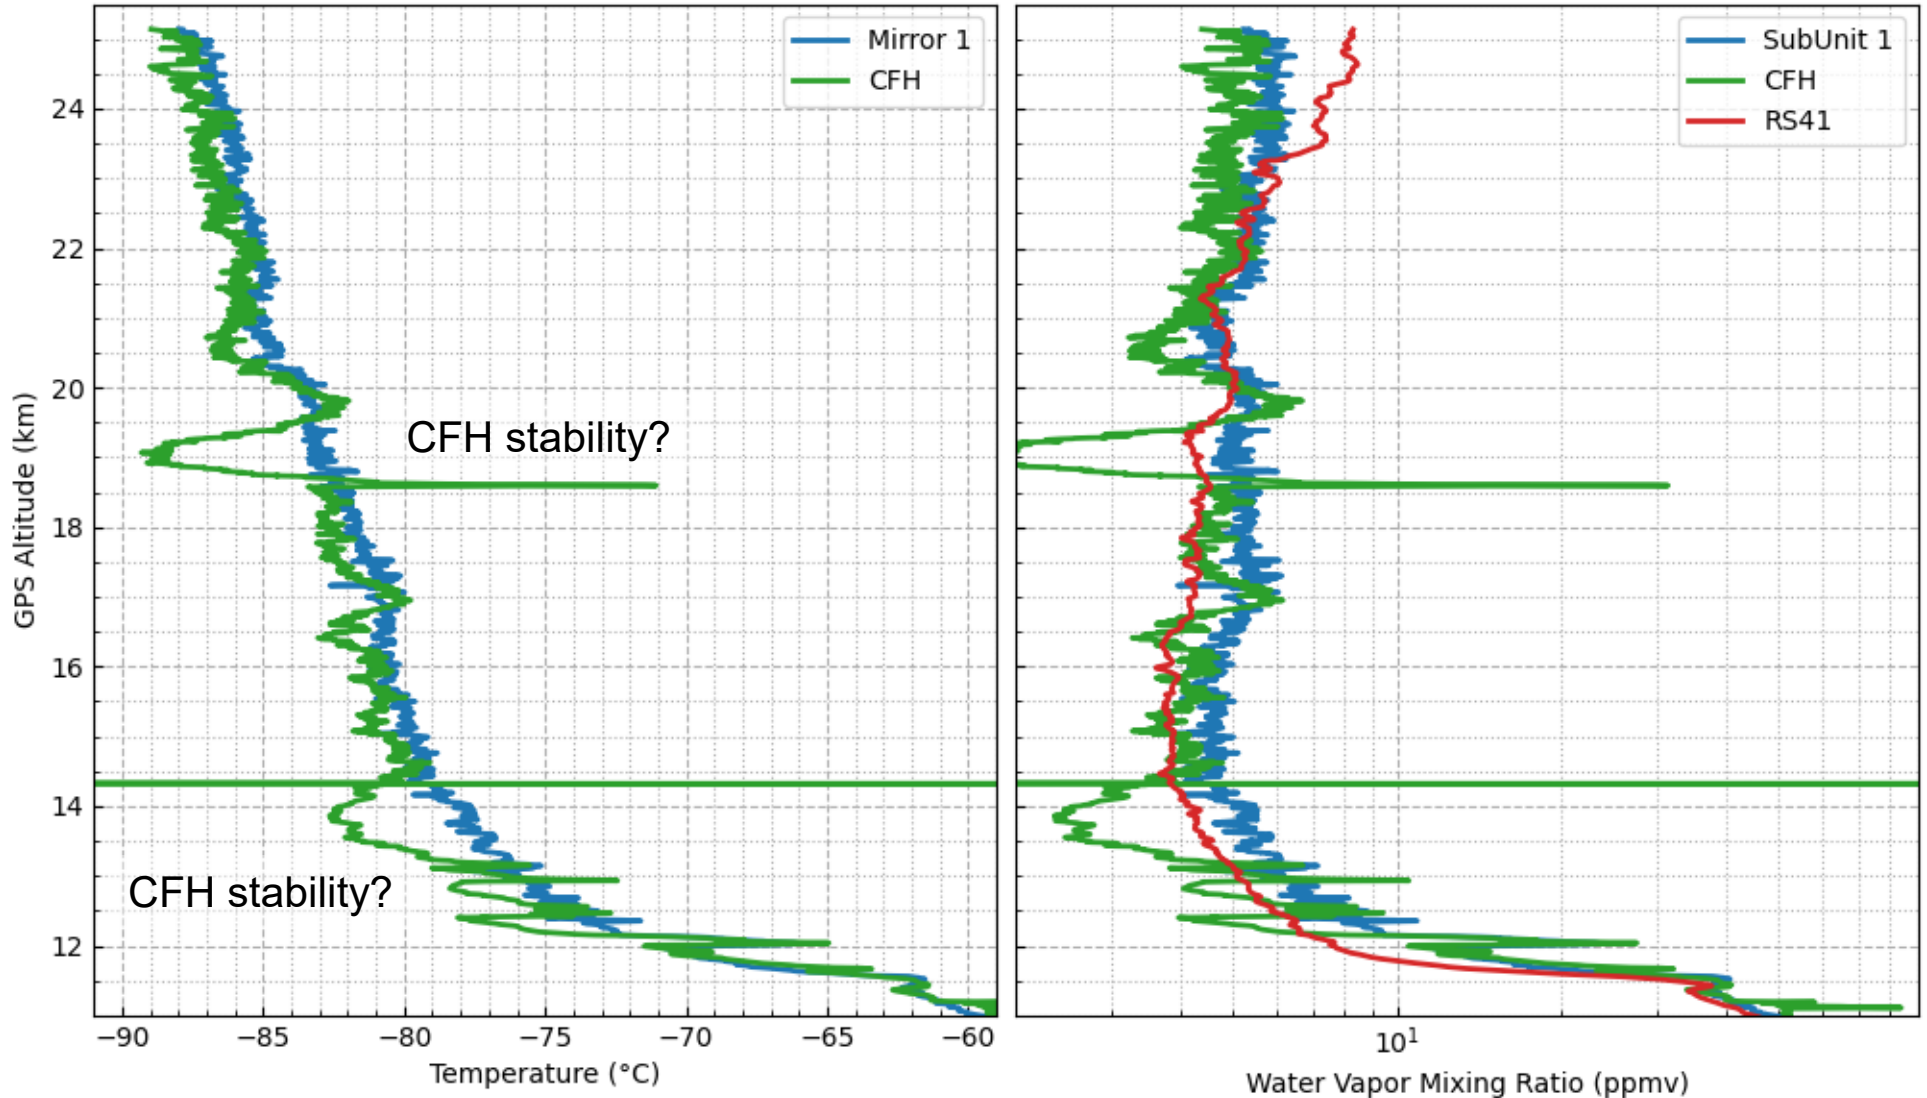 Mirror 1
CFH
SubUnit 1
CFH
RS41
24
22
20
18
16
14
12
GPS Altitude (km)
CFH stability?
CFH stability?
−90 −85 −80 −75 −70 −65 −60
10¹
Temperature (°C)
Water Vapor Mixing Ratio (ppmv)